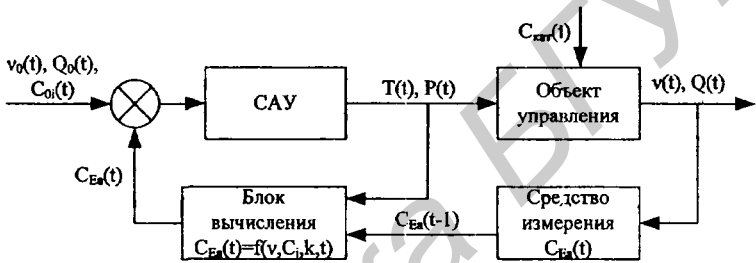 C_кат(t)
ν₀(t), Q₀(t),
C₀ᵢ(t)
САУ
T(t), P(t)
Объект
управления
ν(t), Q(t)
C_Ea(t)
Блок
вычисления
C_Ea(t)=f(ν,Cᵢ,k,t)
C_Ea(t-1)
Средство
измерения
C_Ea(t)